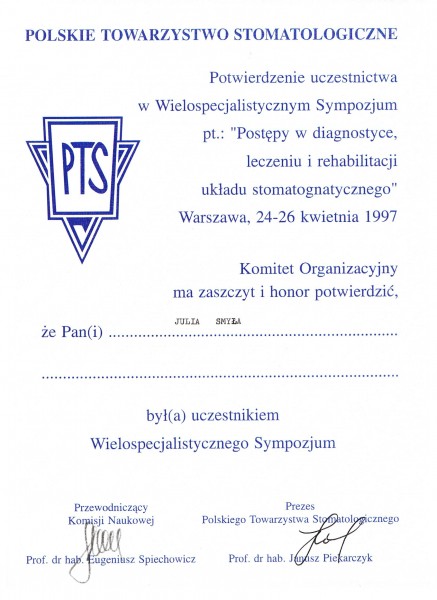 POLSKIE TOWARZYSTWO STOMATOLOGICZNE
Potwierdzenie uczestnictwa
w Wielospecjalistycznym Sympozjum
pt.: "Postępy w diagnostyce,
leczeniu i rehabilitacji
układu stomatognatycznego"
Warszawa, 24-26 kwietnia 1997
PTS
Komitet Organizacyjny
ma zaszczyt i honor potwierdzić,
JULIA SMYŁA
że Pan(i) ..........................................................
......................................................................
był(a) uczestnikiem
Wielospecjalistycznego Sympozjum
Przewodniczący
Komisji Naukowej
Prof. dr hab. Eugeniusz Spiechowicz
Prezes
Polskiego Towarzystwa Stomatologicznego
Prof. dr hab. Janusz Piekarczyk